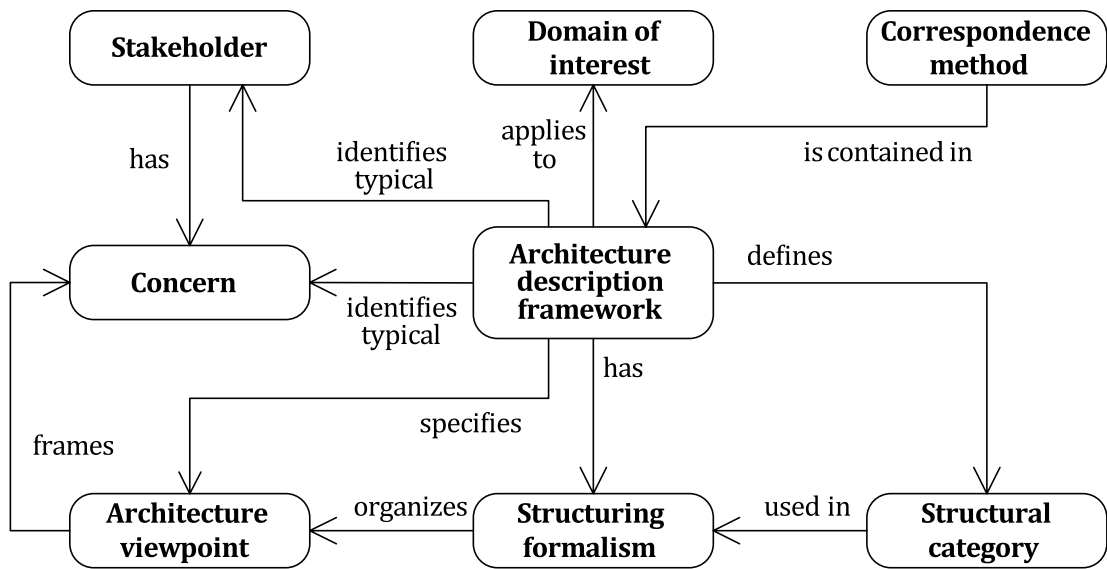 Stakeholder
Domain of
interest
Correspondence
method
has
identifies
typical
applies
to
is contained in
Concern
identifies
typical
Architecture
description
framework
defines
has
specifies
frames
Architecture
viewpoint
organizes
Structuring
formalism
used in
Structural
category